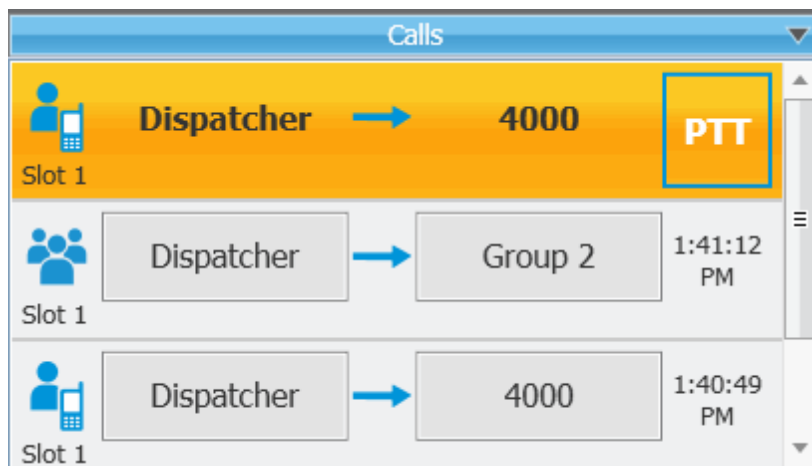 Calls
Dispatcher 4000 PTT
Slot 1
Dispatcher Group 2 1:41:12
PM
Slot 1
Dispatcher 4000 1:40:49
PM
Slot 1